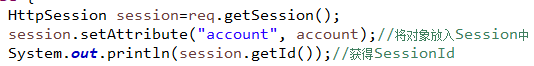 HttpSession session=req.getSession();
session.setAttribute("account", account);//将对象放入Session中
System.out.println(session.getId());//获得SessionId